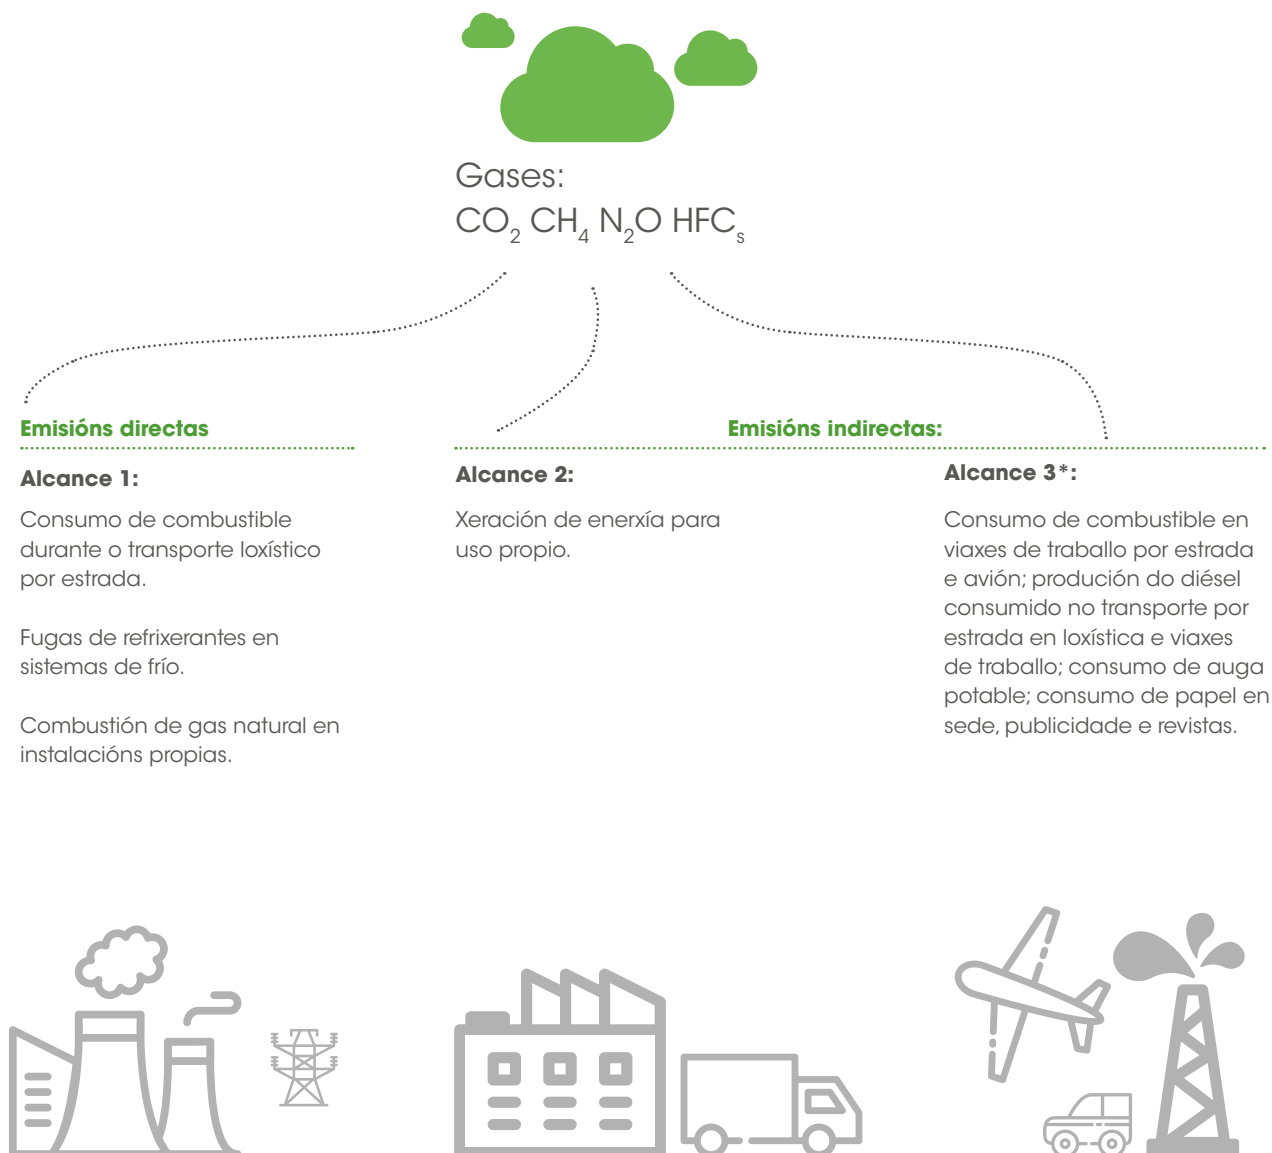 Gases:
CO₂ CH₄ N₂O HFCₛ
Emisións directas
Alcance 1:
Consumo de combustible
durante o transporte loxístico
por estrada.
Fugas de refrixerantes en
sistemas de frío.
Combustión de gas natural en
instalacións propias.
Emisións indirectas:
Alcance 2:
Xeración de enerxía para
uso propio.
Alcance 3*:
Consumo de combustible en
viaxes de traballo por estrada
e avión; produción do diésel
consumido no transporte por
estrada en loxística e viaxes
de traballo; consumo de auga
potable; consumo de papel en
sede, publicidade e revistas.